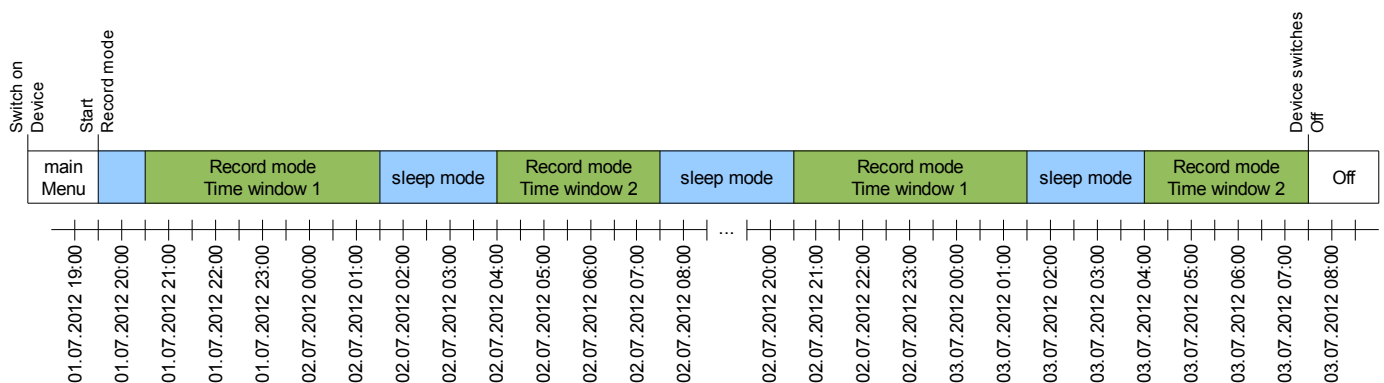 Switch on
Device
Start
Record mode
Device switches
Off
main
Menu
Record mode
Time window 1
sleep mode
Record mode
Time window 2
sleep mode
Record mode
Time window 1
sleep mode
Record mode
Time window 2
Off
...
01.07.2012 19:00
01.07.2012 20:00
01.07.2012 21:00
01.07.2012 22:00
01.07.2012 23:00
02.07.2012 00:00
02.07.2012 01:00
02.07.2012 02:00
02.07.2012 03:00
02.07.2012 04:00
02.07.2012 05:00
02.07.2012 06:00
02.07.2012 07:00
02.07.2012 08:00
02.07.2012 20:00
02.07.2012 21:00
02.07.2012 22:00
02.07.2012 23:00
03.07.2012 00:00
03.07.2012 01:00
03.07.2012 02:00
03.07.2012 03:00
03.07.2012 04:00
03.07.2012 05:00
03.07.2012 06:00
03.07.2012 07:00
03.07.2012 08:00